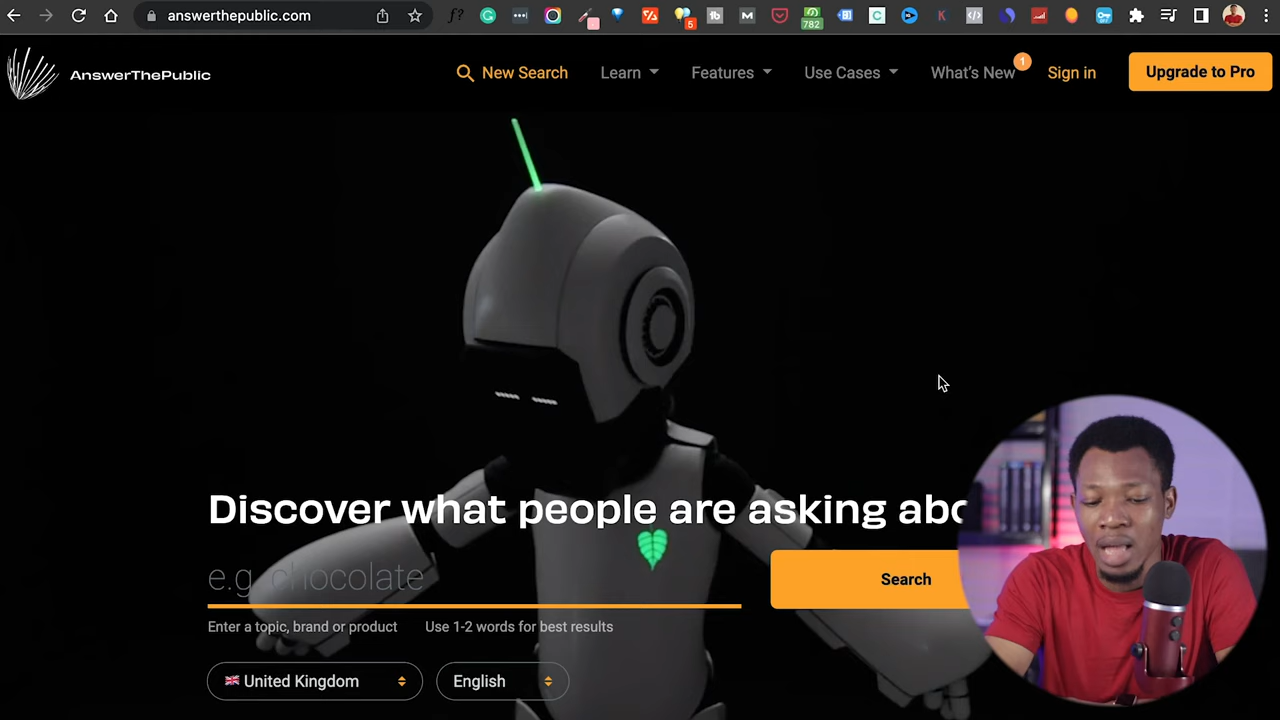 answerthepublic.com
f?
5
782
AnswerThePublic
New Search
Learn
Features
Use Cases
What's New
1
Sign in
Upgrade to Pro
Discover what people are asking abo
e.g. chocolate
Search
Enter a topic, brand or product
Use 1-2 words for best results
United Kingdom
English